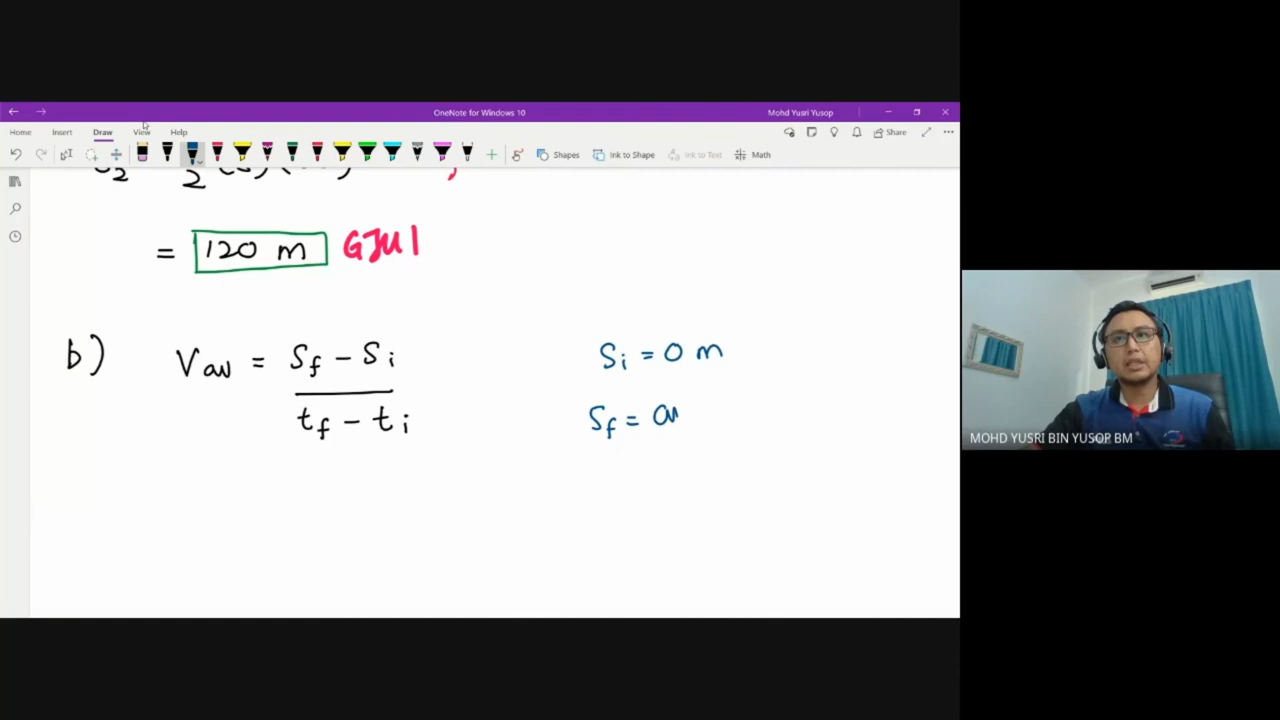 OneNote for Windows 10
Mohd Yusri Yusop
Home Insert Draw View Help
Share
Shapes Ink to Shape Ink to Text Math
= 120 m GJU1
b) Vav = Sf - Si
tf - ti
Si = 0 m
Sf =
MOHD YUSRI BIN YUSOP BM